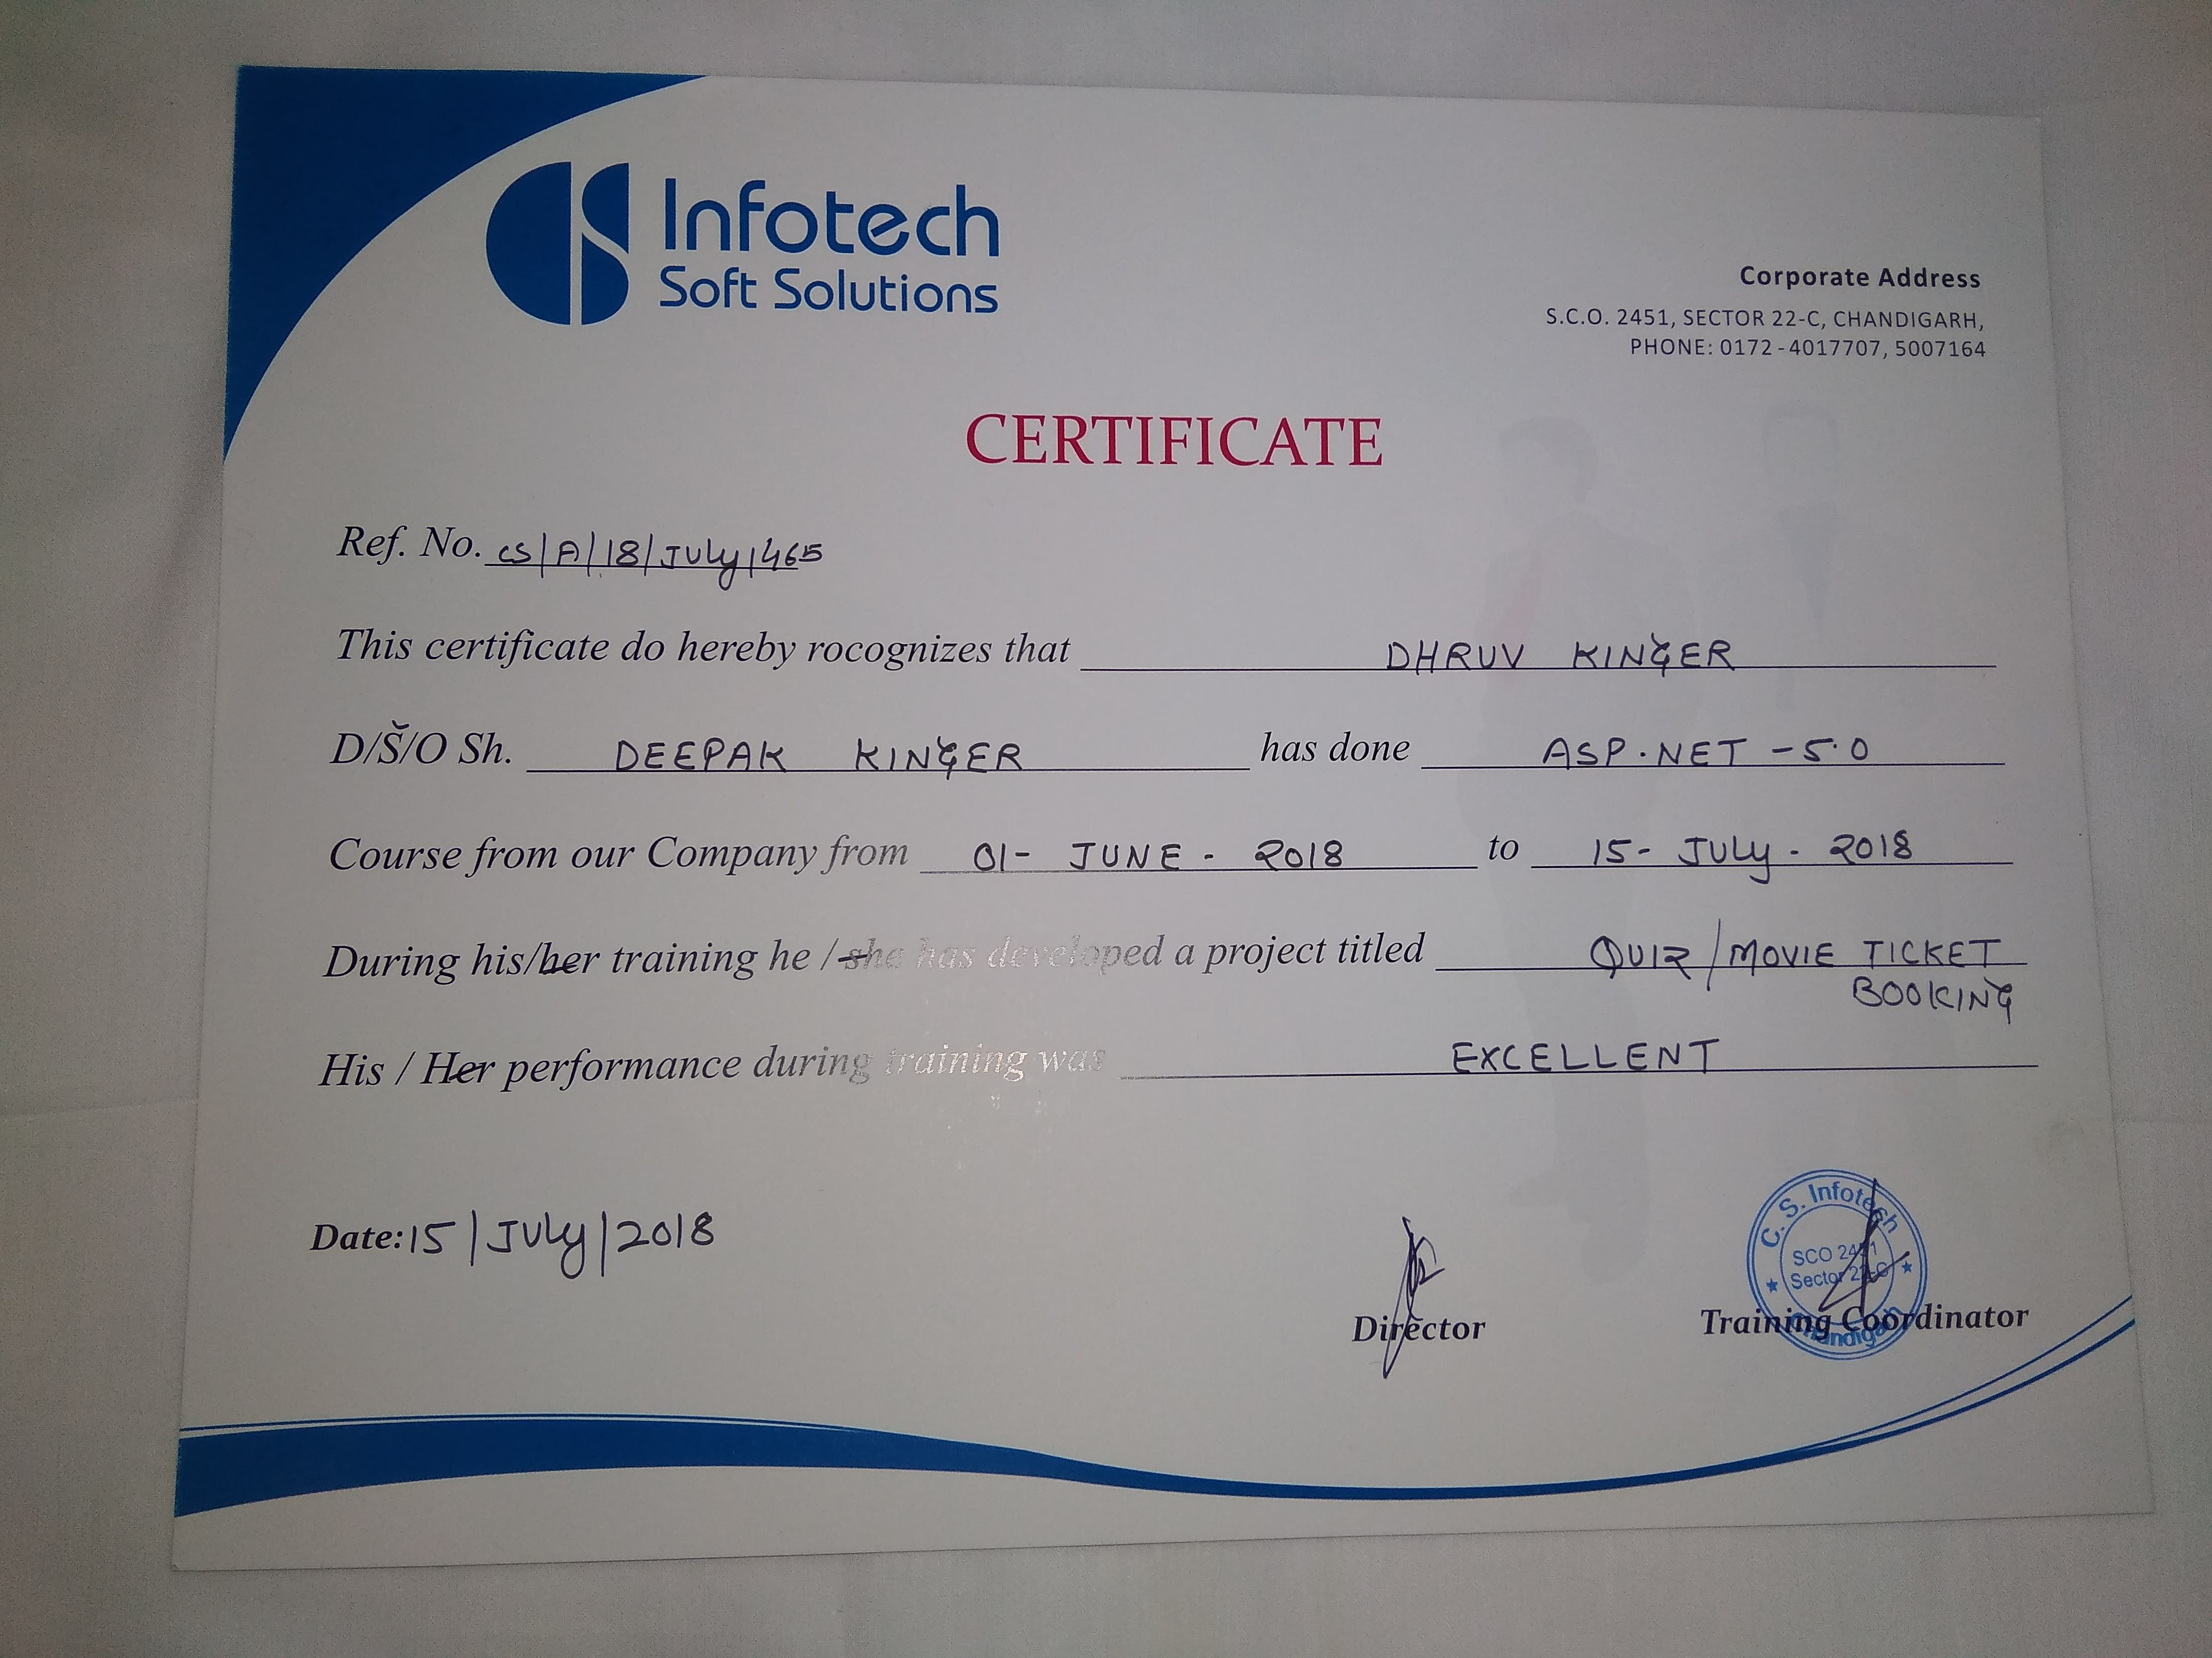 CS Infotech
Soft Solutions
Corporate Address
S.C.O. 2451, SECTOR 22-C, CHANDIGARH,
PHONE: 0172-4017707, 5007164
CERTIFICATE
Ref. No. CS/A/18/JULY/465
This certificate do hereby rocognizes that DHRUV KINGER
D/S/O Sh. DEEPAK KINGER has done ASP.NET -5.0
Course from our Company from 01- JUNE - 2018 to 15- JULY - 2018
During his/her training he /she has developed a project titled QUIZ/MOVIE TICKET
BOOKING
His / Her performance during training was EXCELLENT
Date: 15/JULY/2018
C. S. Infotech
SCO 2451
Sector 22-C
Chandigarh
Director
Training Coordinator